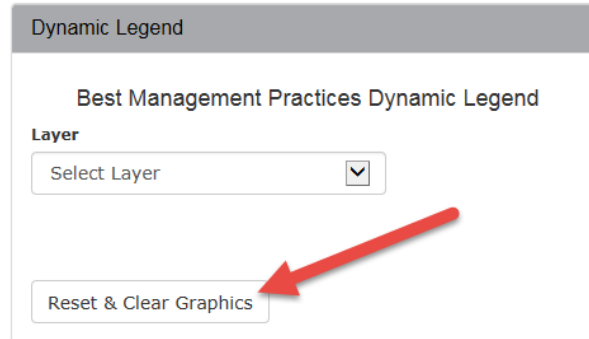 Dynamic Legend
Best Management Practices Dynamic Legend
Layer
Select Layer
Reset & Clear Graphics